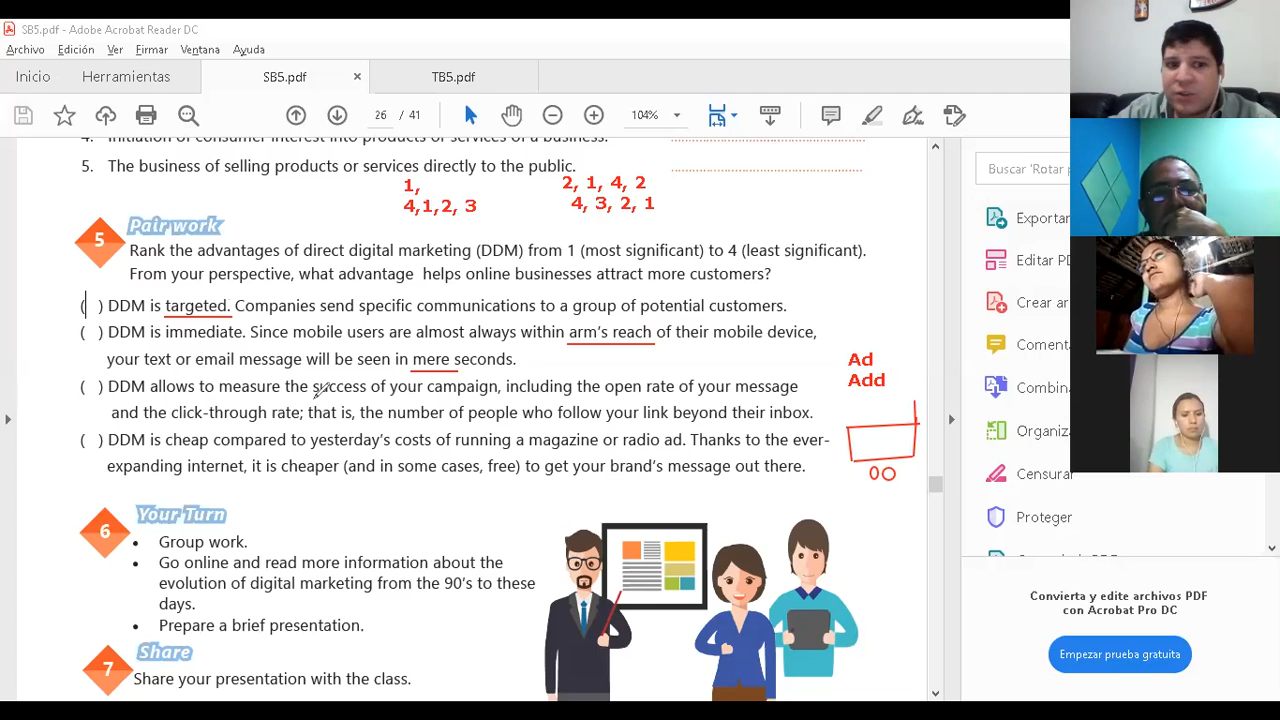 SB5.pdf - Adobe Acrobat Reader DC
Archivo Edición Ver Firmar Ventana Ayuda
Inicio Herramientas SB5.pdf × TB5.pdf
26 / 41 104%
4. Initiation of consumer interest into products or services of a business.
5. The business of selling products or services directly to the public.
1, 2, 1, 4, 2
4,1,2, 3 4, 3, 2, 1
5 Pair work
Rank the advantages of direct digital marketing (DDM) from 1 (most significant) to 4 (least significant).
From your perspective, what advantage helps online businesses attract more customers?
( ) DDM is targeted. Companies send specific communications to a group of potential customers.
( ) DDM is immediate. Since mobile users are almost always within arm's reach of their mobile device,
your text or email message will be seen in mere seconds.
( ) DDM allows to measure the success of your campaign, including the open rate of your message
and the click-through rate; that is, the number of people who follow your link beyond their inbox.
( ) DDM is cheap compared to yesterday's costs of running a magazine or radio ad. Thanks to the ever-
expanding internet, it is cheaper (and in some cases, free) to get your brand's message out there.
Ad
Add
6 Your Turn
• Group work.
• Go online and read more information about the
evolution of digital marketing from the 90's to these
days.
• Prepare a brief presentation.
7 Share
Share your presentation with the class.
Buscar 'Rotar
Exportar
Editar P
Crear ar
Coment
Combin
Organiz
Censurar
Proteger
Convierta y edite archivos PDF
con Acrobat Pro DC
Empezar prueba gratuita